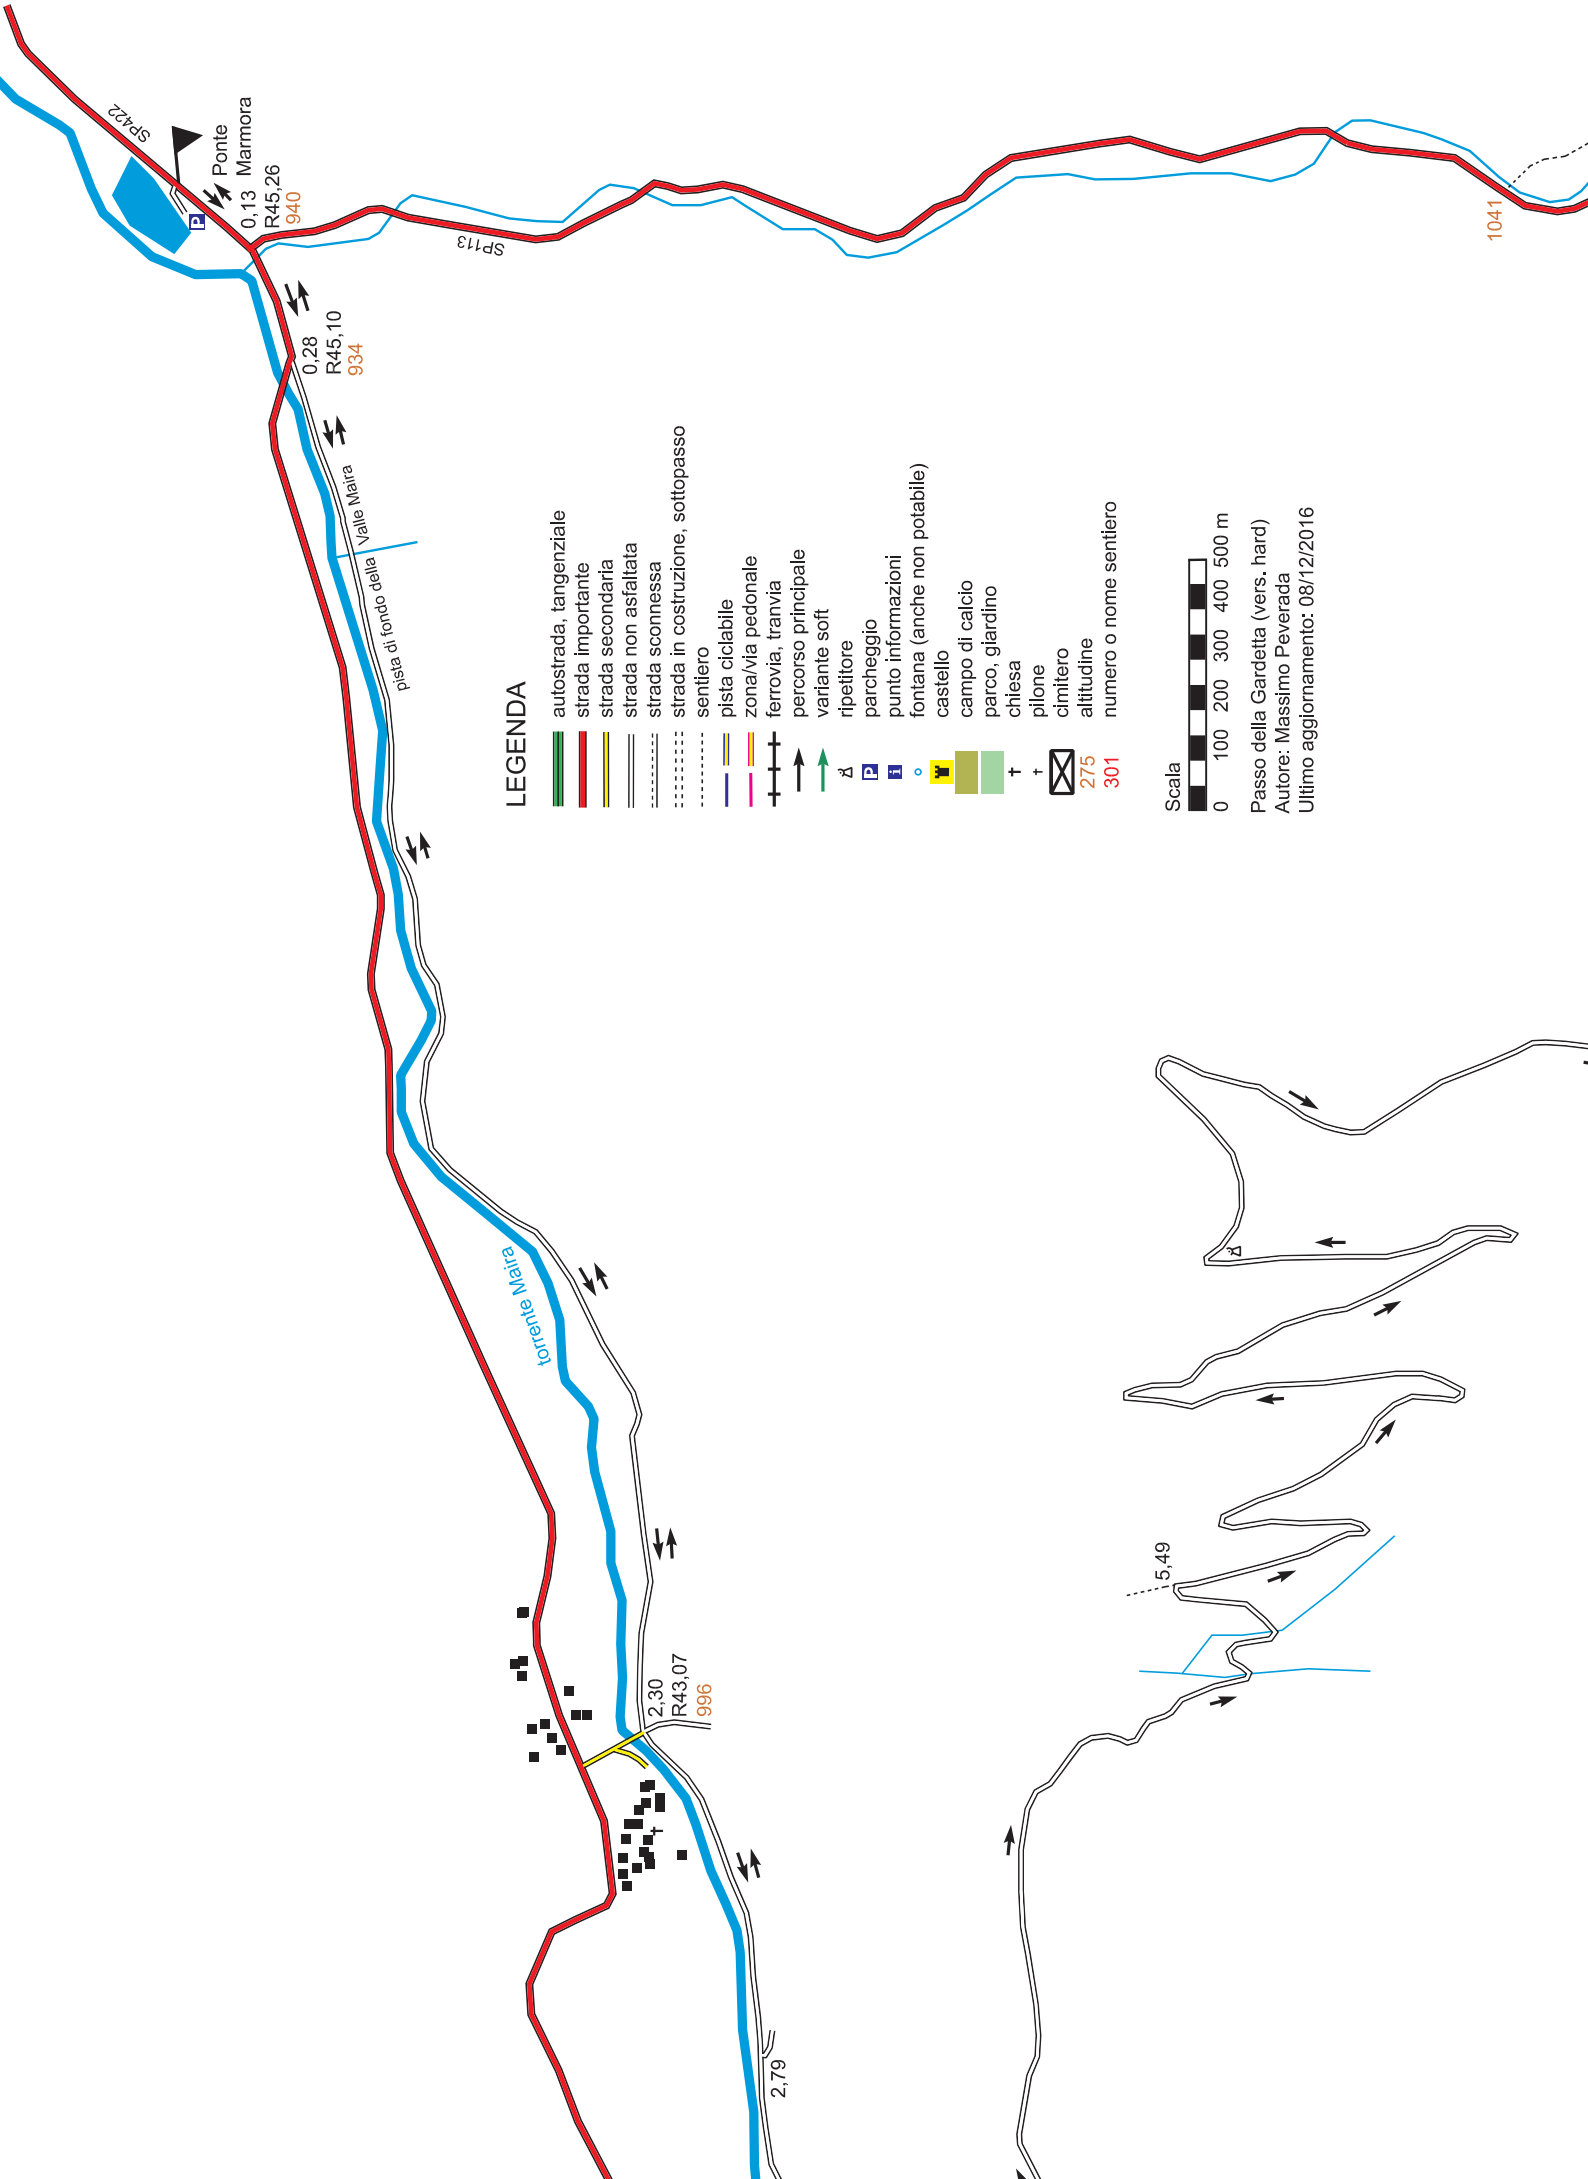 SP422
P
Ponte
Marmora
0,13
R45,26
940
SP113
1041
0,28
R45,10
934
pista di fondo della Valle Maira
torrente Maira
2,30
R43,07
996
2,79
5,49
LEGENDA
autostrada, tangenziale
strada importante
strada secondaria
strada non asfaltata
strada sconnessa
strada in costruzione, sottopasso
sentiero
pista ciclabile
zona/via pedonale
ferrovia, tranvia
percorso principale
variante soft
ripetitore
P parcheggio
i punto informazioni
fontana (anche non potabile)
castello
campo di calcio
parco, giardino
chiesa
pilone
cimitero
275 altitudine
301 numero o nome sentiero
Scala
0 100 200 300 400 500 m
Passo della Gardetta (vers. hard)
Autore: Massimo Peverada
Ultimo aggiornamento: 08/12/2016